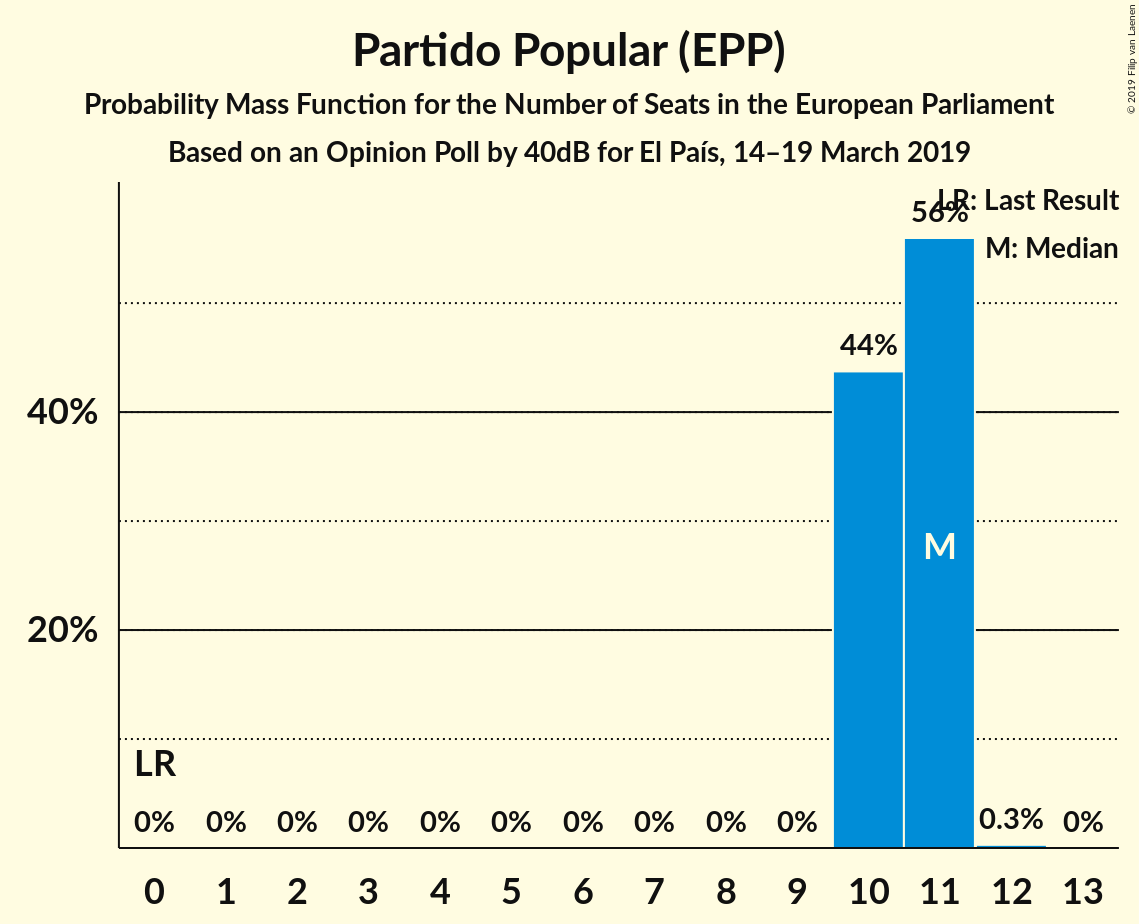 Partido Popular (EPP)
Probability Mass Function for the Number of Seats in the European Parliament
Based on an Opinion Poll by 40dB for El País, 14–19 March 2019
© 2019 Filip van Laenen
LR: Last Result
M: Median
56%
44%
40%
M
20%
LR
0% 0% 0% 0% 0% 0% 0% 0% 0% 0% 0.3% 0%
0 1 2 3 4 5 6 7 8 9 10 11 12 13